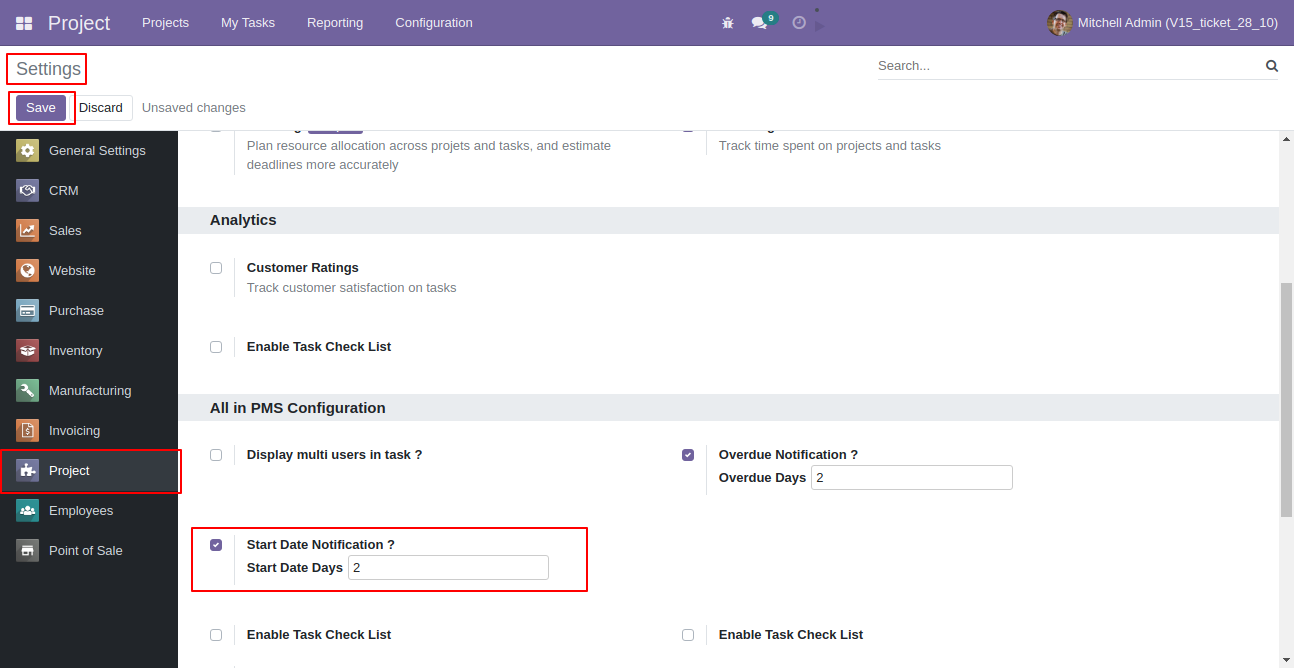 Project Projects My Tasks Reporting Configuration 9 Mitchell Admin (V15_ticket_28_10)
Settings
Search...
Save Discard Unsaved changes
General Settings
CRM
Sales
Website
Purchase
Inventory
Manufacturing
Invoicing
Project
Employees
Point of Sale
Plan resource allocation across projets and tasks, and estimate
deadlines more accurately
Track time spent on projects and tasks
Analytics
Customer Ratings
Track customer satisfaction on tasks
Enable Task Check List
All in PMS Configuration
Display multi users in task ?
Overdue Notification ?
Overdue Days 2
Start Date Notification ?
Start Date Days 2
Enable Task Check List
Enable Task Check List